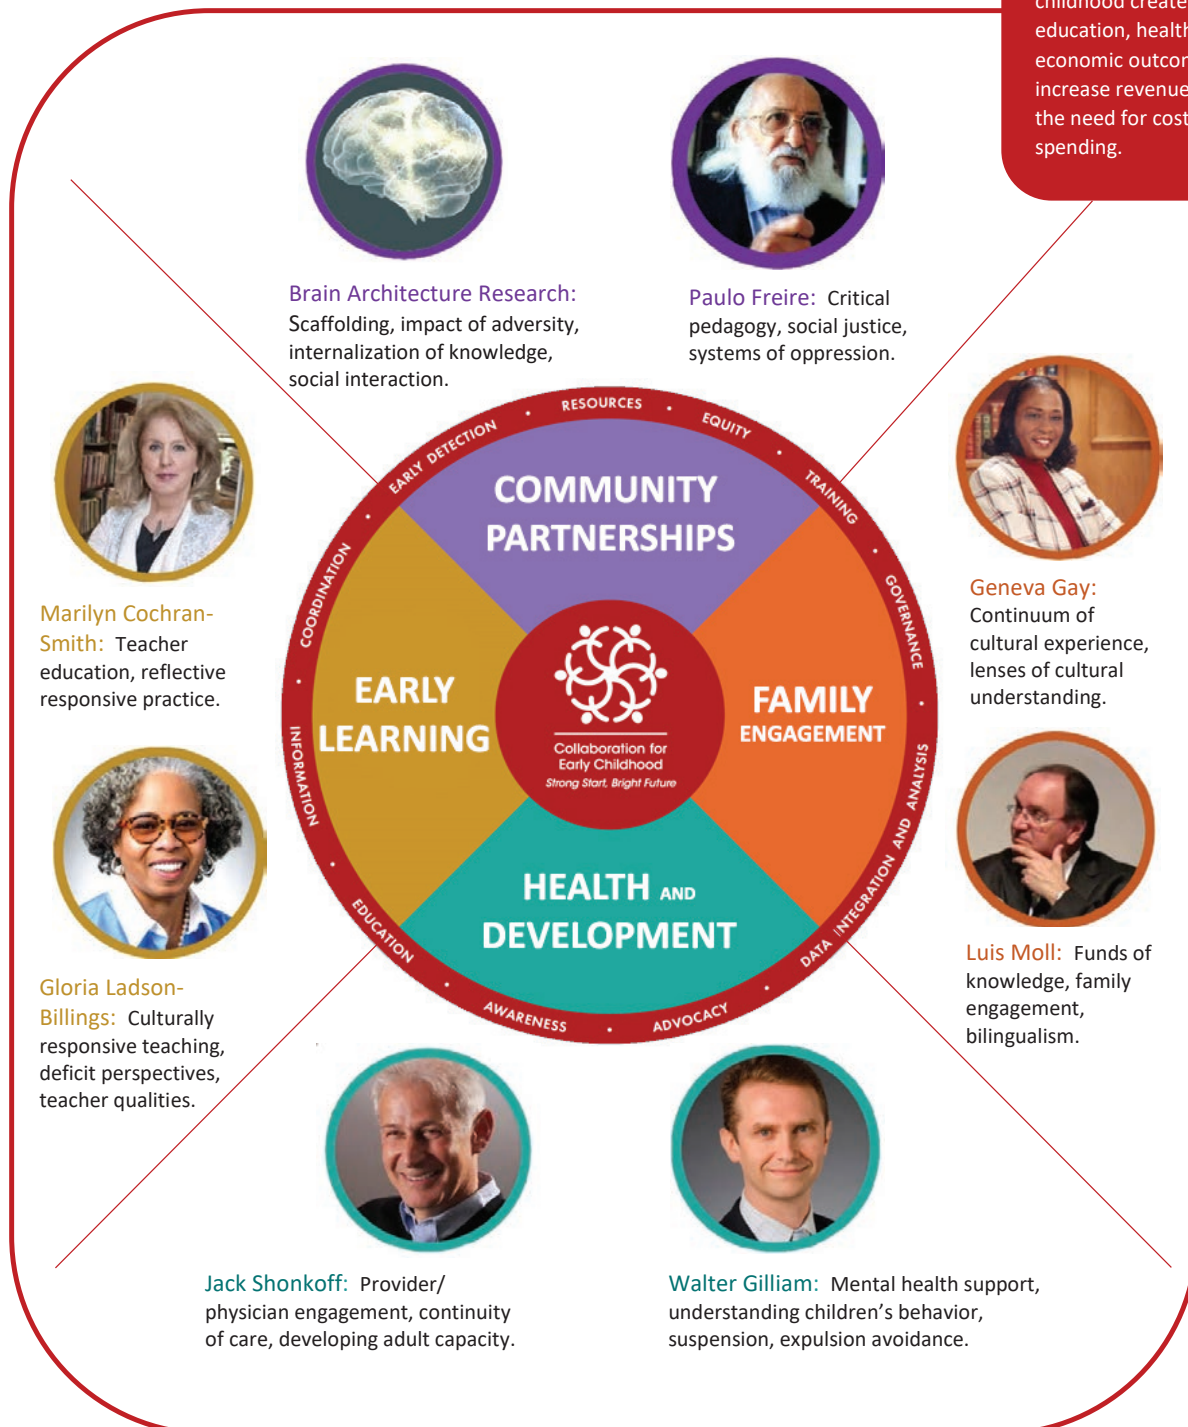 childhood create
education, health
economic outcom
increase revenue
the need for cost
spending.
Brain Architecture Research:
Scaffolding, impact of adversity,
internalization of knowledge,
social interaction.
Paulo Freire: Critical
pedagogy, social justice,
systems of oppression.
Marilyn Cochran-
Smith: Teacher
education, reflective
responsive practice.
Geneva Gay:
Continuum of
cultural experience,
lenses of cultural
understanding.
RESOURCES • EQUITY • TRAINING • GOVERNANCE • DATA INTEGRATION AND ANALYSIS • ADVOCACY • AWARENESS • EDUCATION • INFORMATION • COORDINATION • EARLY DETECTION •
COMMUNITY
PARTNERSHIPS
EARLY
LEARNING
FAMILY
ENGAGEMENT
Collaboration for
Early Childhood
Strong Start, Bright Future
HEALTH AND
DEVELOPMENT
Gloria Ladson-
Billings: Culturally
responsive teaching,
deficit perspectives,
teacher qualities.
Luis Moll: Funds of
knowledge, family
engagement,
bilingualism.
Jack Shonkoff: Provider/
physician engagement, continuity
of care, developing adult capacity.
Walter Gilliam: Mental health support,
understanding children’s behavior,
suspension, expulsion avoidance.